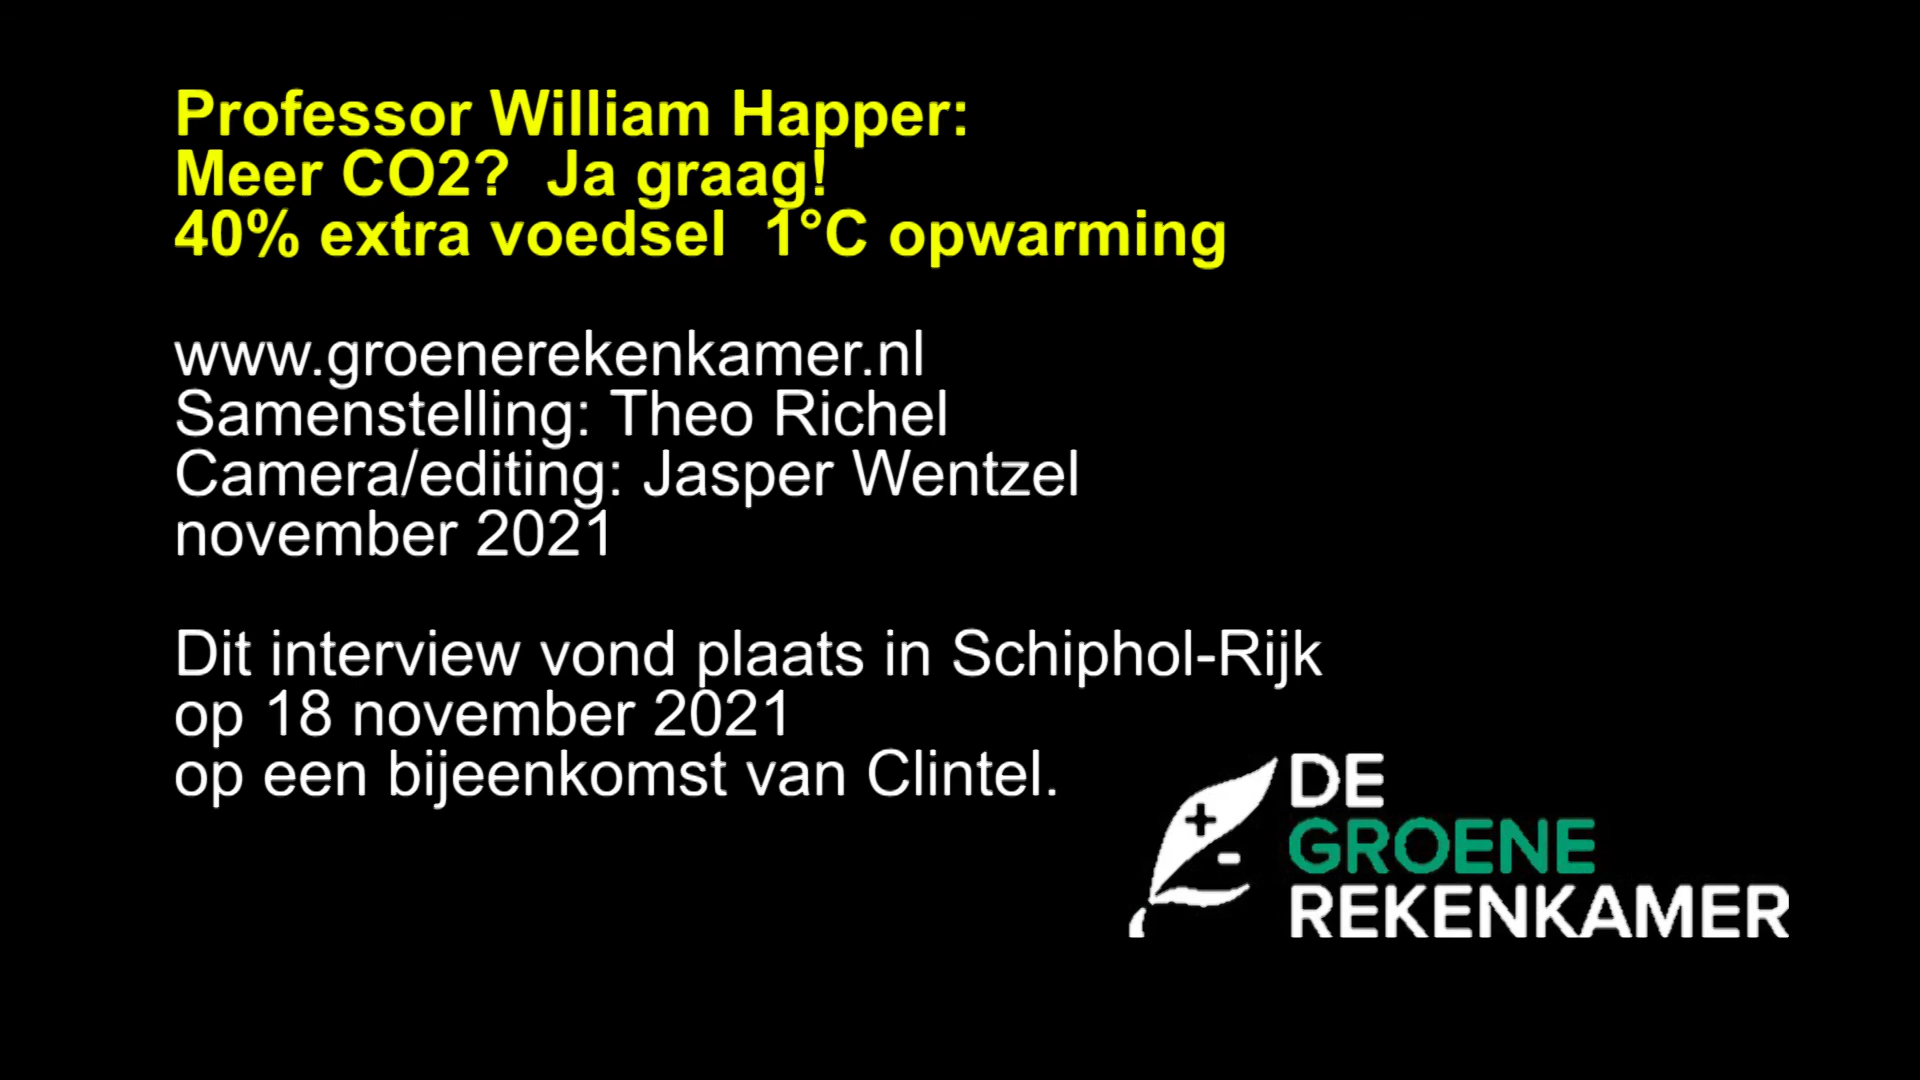 Professor William Happer:
Meer CO2?  Ja graag!
40% extra voedsel  1°C opwarming
www.groenerekenkamer.nl
Samenstelling: Theo Richel
Camera/editing: Jasper Wentzel
november 2021
Dit interview vond plaats in Schiphol-Rijk
op 18 november 2021
op een bijeenkomst van Clintel.
DE
GROENE
REKENKAMER